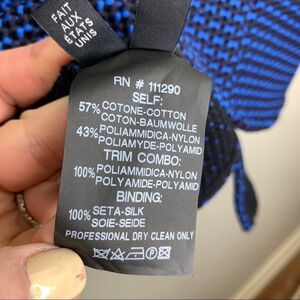 FAIT
AUX
ÉTATS
UNIS
RN # 111290
SELF:
57% COTONE-COTTON
COTON-BAUMWOLLE
43% POLIAMMIDICA-NYLON
POLIAMYDE-POLYAMID
TRIM COMBO:
100% POLIAMMIDICA-NYLON
POLYAMIDE-POLYAMID
BINDING:
100% SETA-SILK
SOIE-SEIDE
PROFESSIONAL DRY CLEAN ONLY